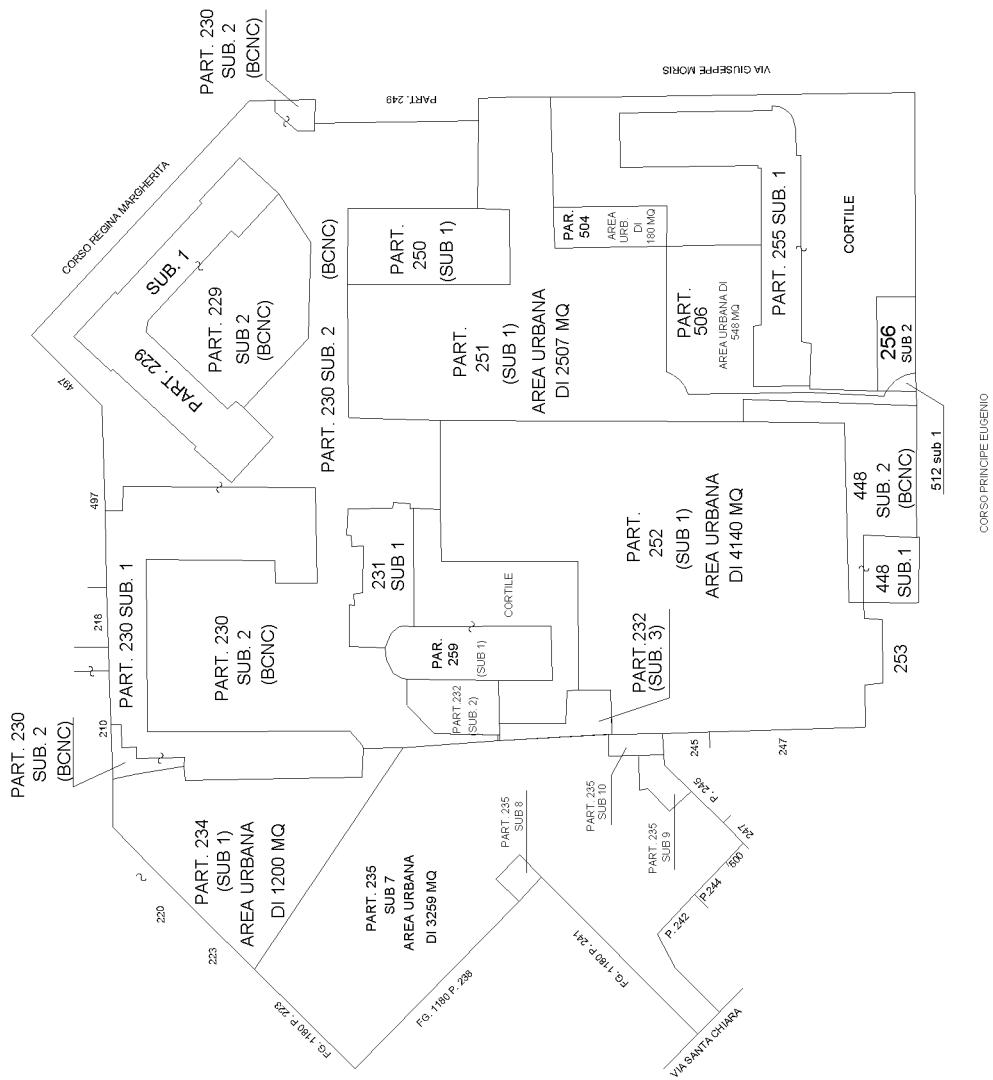 PART. 230
SUB. 2
(BCNC)
VIA GIUSEPPE MORIS
PART. 249
CORSO REGINA MARGHERITA
SUB. 1
PART. 229
SUB 2
(BCNC)
PART. 229
497
PART. 230 SUB. 2 (BCNC)
PART.
250
(SUB 1)
PAR.
504
AREA
URB.
DI
180 MQ
PART. 255 SUB. 1
CORTILE
PART.
251
(SUB 1)
AREA URBANA
DI 2507 MQ
PART.
506
AREA URBANA DI
548 MQ
256
SUB 2
512 sub 1
CORSO PRINCIPE EUGENIO
497
218
PART. 230 SUB. 1
PART. 230
SUB. 2
(BCNC)
231
SUB 1
CORTILE
PAR.
259
(SUB 1)
PART.232
(SUB. 2)
PART.
252
(SUB 1)
AREA URBANA
DI 4140 MQ
PART.232
(SUB. 3)
448
SUB. 2
(BCNC)
448
SUB.1
253
210
PART. 230
SUB. 2
(BCNC)
PART. 234
(SUB 1)
AREA URBANA
DI 1200 MQ
220
223
PART. 235
SUB 7
AREA URBANA
DI 3259 MQ
PART. 235
SUB 8
PART. 235
SUB 10
PART. 235
SUB 9
245
247
P. 245
247
500
P.244
P. 242
FG. 1180 P. 223
FG. 1180 P. 238
FG. 1180 P. 241
VIA SANTA CHIARA